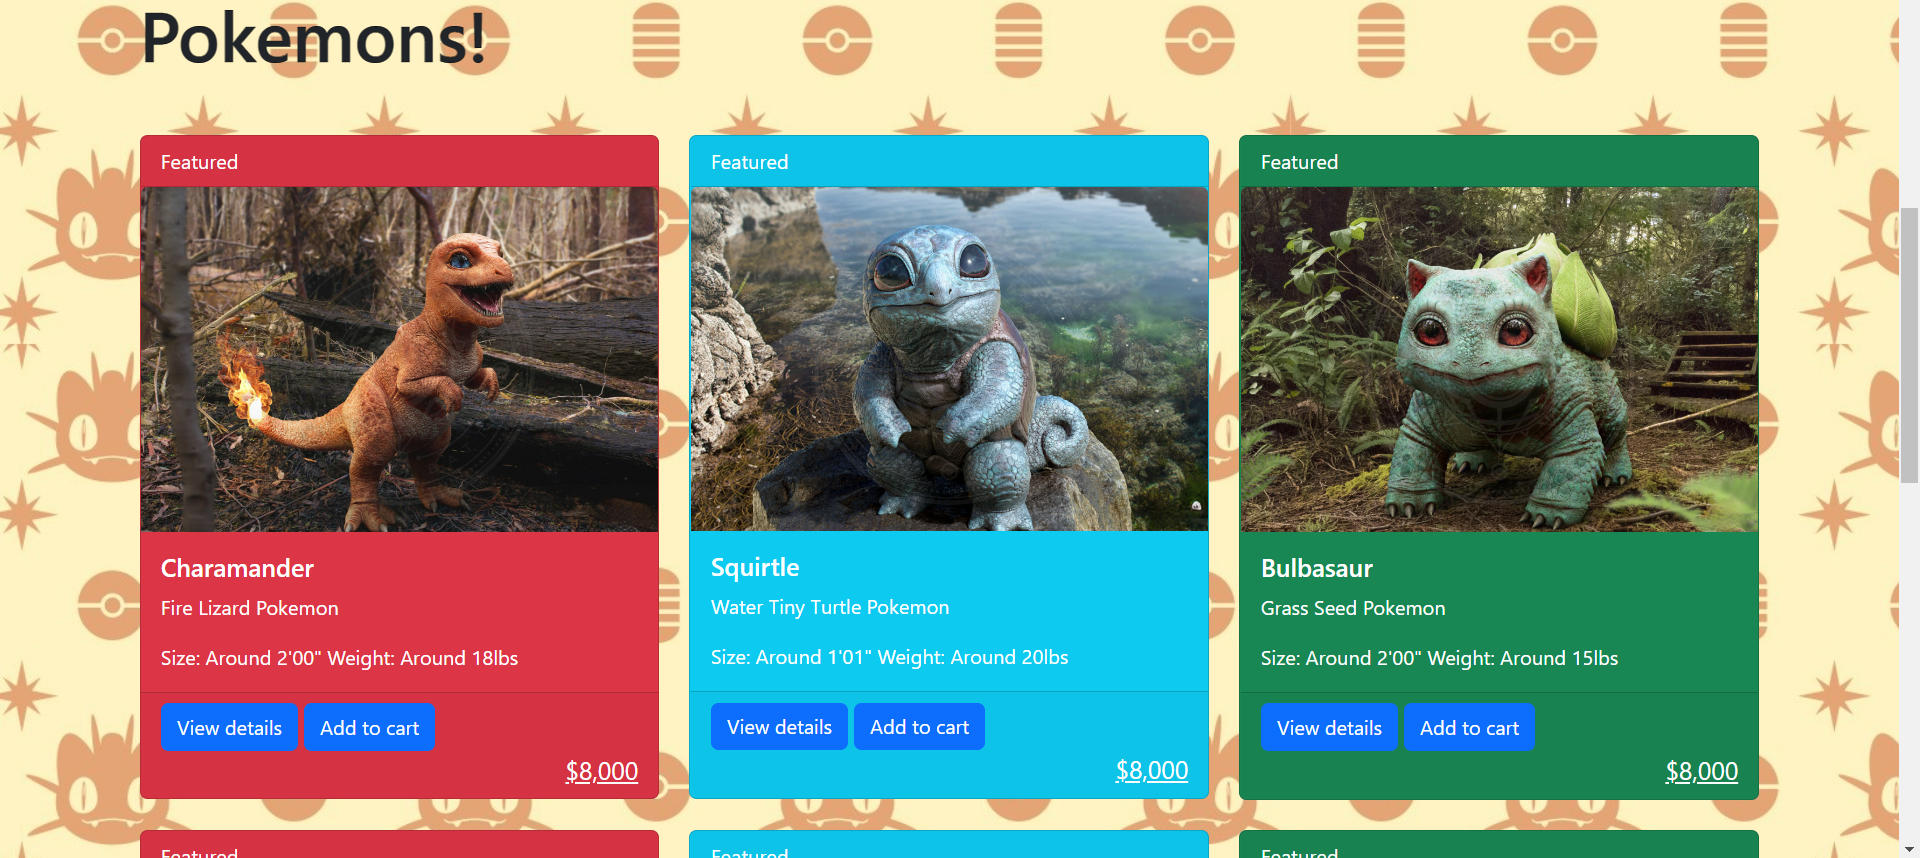 Pokemons!
Featured
Charamander
Fire Lizard Pokemon
Size: Around 2'00" Weight: Around 18lbs
View details
Add to cart
$8,000
Featured
Squirtle
Water Tiny Turtle Pokemon
Size: Around 1'01" Weight: Around 20lbs
View details
Add to cart
$8,000
Featured
Bulbasaur
Grass Seed Pokemon
Size: Around 2'00" Weight: Around 15lbs
View details
Add to cart
$8,000
Featured
Featured
Featured